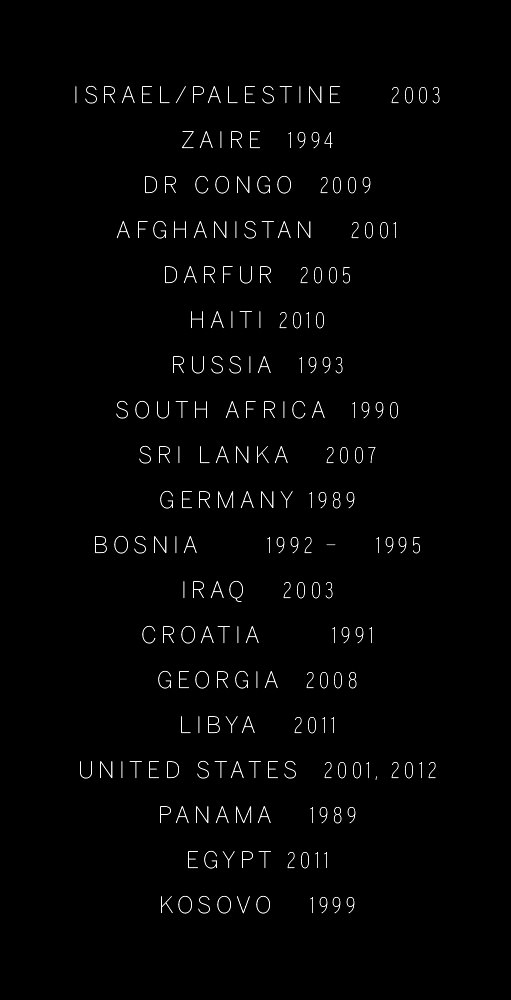 ISRAEL/PALESTINE 2003
ZAIRE 1994
DR CONGO 2009
AFGHANISTAN 2001
DARFUR 2005
HAITI 2010
RUSSIA 1993
SOUTH AFRICA 1990
SRI LANKA 2007
GERMANY 1989
BOSNIA 1992 – 1995
IRAQ 2003
CROATIA 1991
GEORGIA 2008
LIBYA 2011
UNITED STATES 2001, 2012
PANAMA 1989
EGYPT 2011
KOSOVO 1999